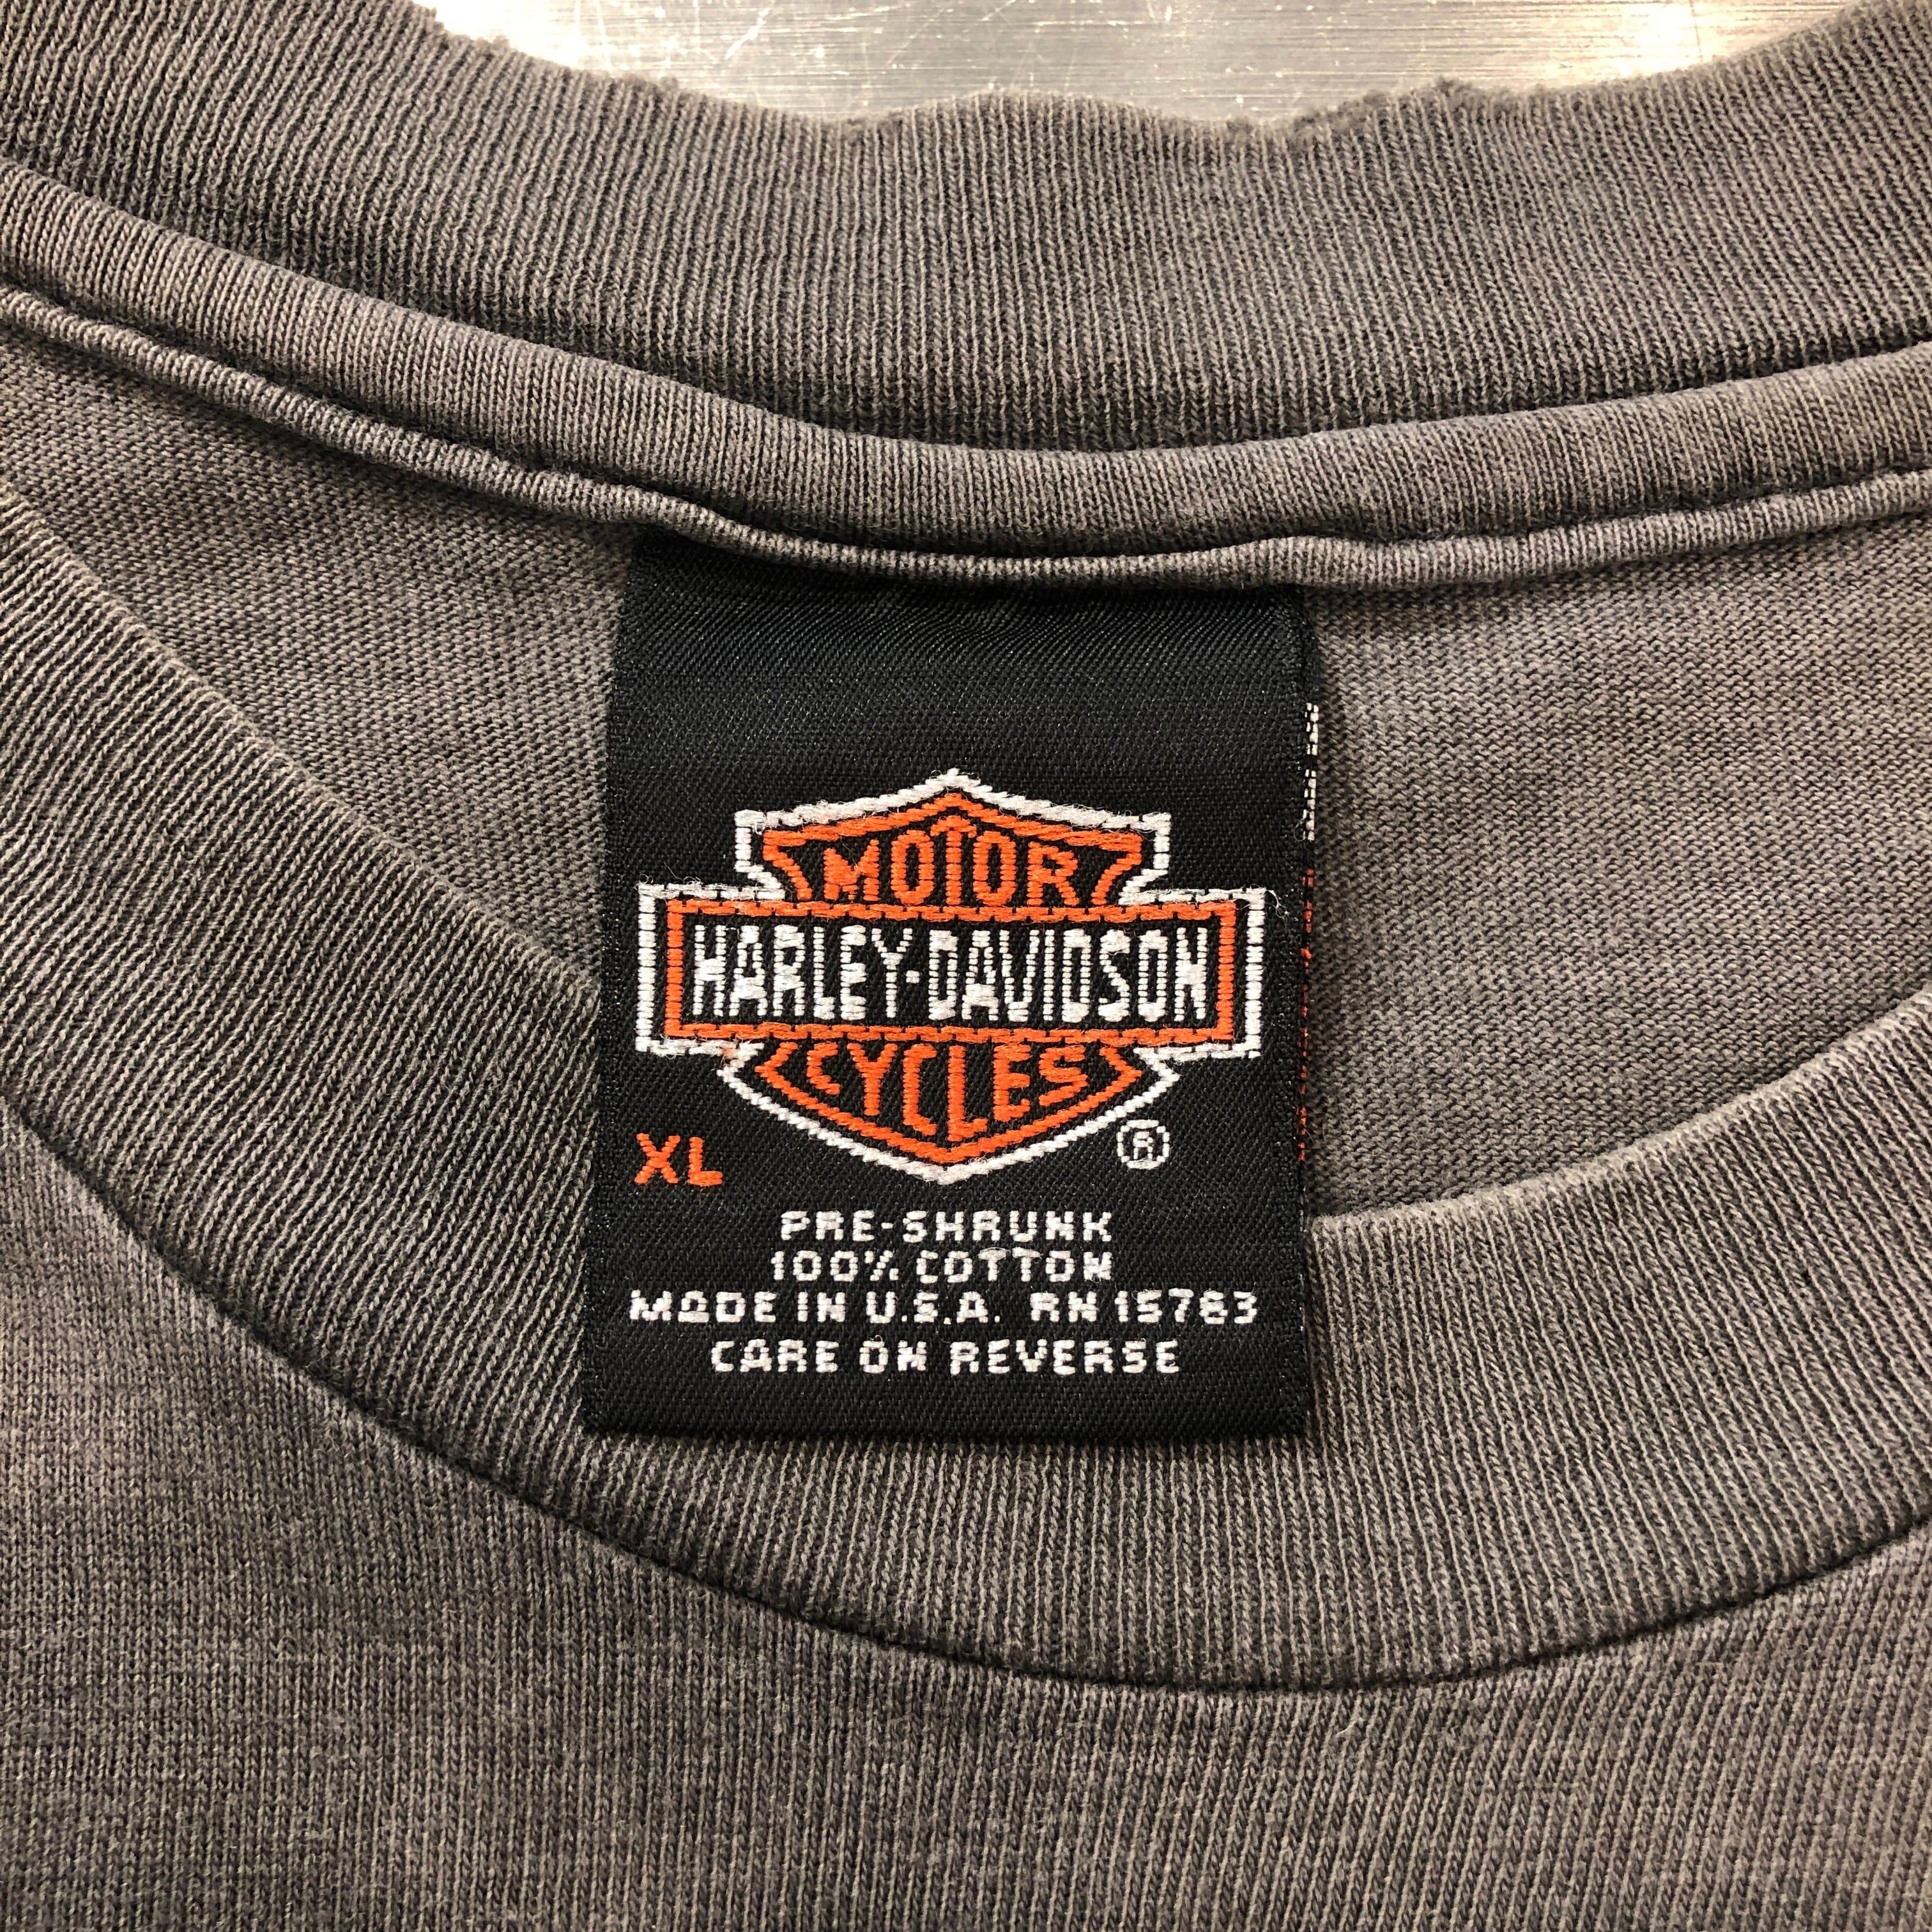 MOTOR
HARLEY-DAVIDSON
CYCLES
®
XL
PRE-SHRUNK
100% COTTON
MADE IN U.S.A. RN 15763
CARE ON REVERSE